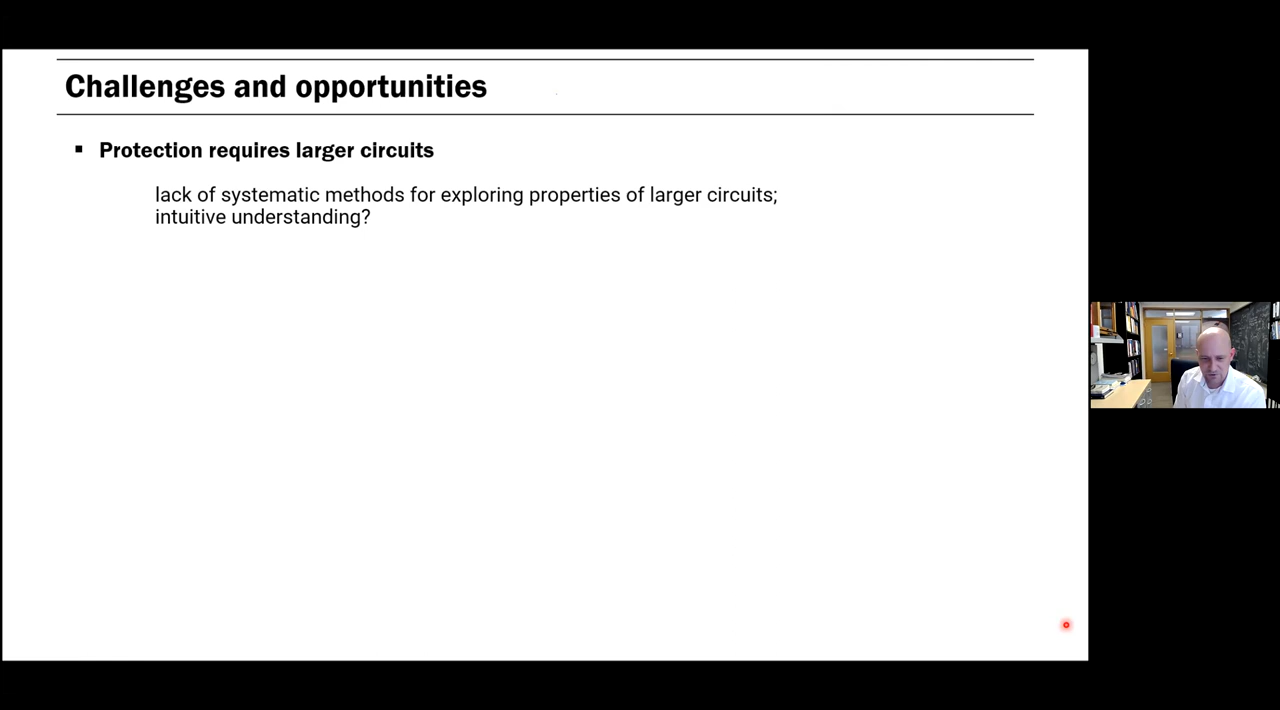 Challenges and opportunities
▪ Protection requires larger circuits
lack of systematic methods for exploring properties of larger circuits;
intuitive understanding?